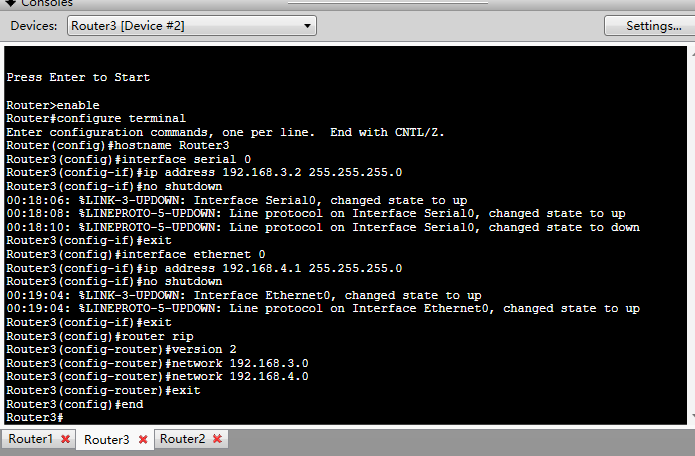 Consoles
Devices: Router3 [Device #2] Settings...
Press Enter to Start
Router>enable
Router#configure terminal
Enter configuration commands, one per line.  End with CNTL/Z.
Router(config)#hostname Router3
Router3(config)#interface serial 0
Router3(config-if)#ip address 192.168.3.2 255.255.255.0
Router3(config-if)#no shutdown
00:18:06: %LINK-3-UPDOWN: Interface Serial0, changed state to up
00:18:08: %LINEPROTO-5-UPDOWN: Line protocol on Interface Serial0, changed state to up
00:18:10: %LINEPROTO-5-UPDOWN: Line protocol on Interface Serial0, changed state to down
Router3(config-if)#exit
Router3(config)#interface ethernet 0
Router3(config-if)#ip address 192.168.4.1 255.255.255.0
Router3(config-if)#no shutdown
00:19:04: %LINK-3-UPDOWN: Interface Ethernet0, changed state to up
00:19:04: %LINEPROTO-5-UPDOWN: Line protocol on Interface Ethernet0, changed state to up
Router3(config-if)#exit
Router3(config)#router rip
Router3(config-router)#version 2
Router3(config-router)#network 192.168.3.0
Router3(config-router)#network 192.168.4.0
Router3(config-router)#exit
Router3(config)#end
Router3#
Router1 Router3 Router2